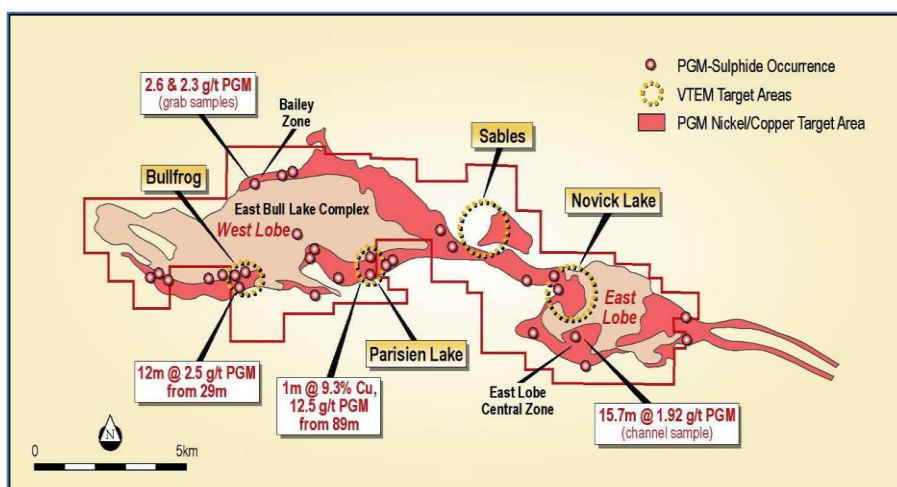 2.6 & 2.3 g/t PGM
(grab samples)
Bailey
Zone
Bullfrog
East Bull Lake Complex
West Lobe
Sables
Novick Lake
East
Lobe
Parisien Lake
12m @ 2.5 g/t PGM
from 29m
1m @ 9.3% Cu,
12.5 g/t PGM
from 89m
East Lobe
Central Zone
15.7m @ 1.92 g/t PGM
(channel sample)
PGM-Sulphide Occurrence
VTEM Target Areas
PGM Nickel/Copper Target Area
N
0
5km